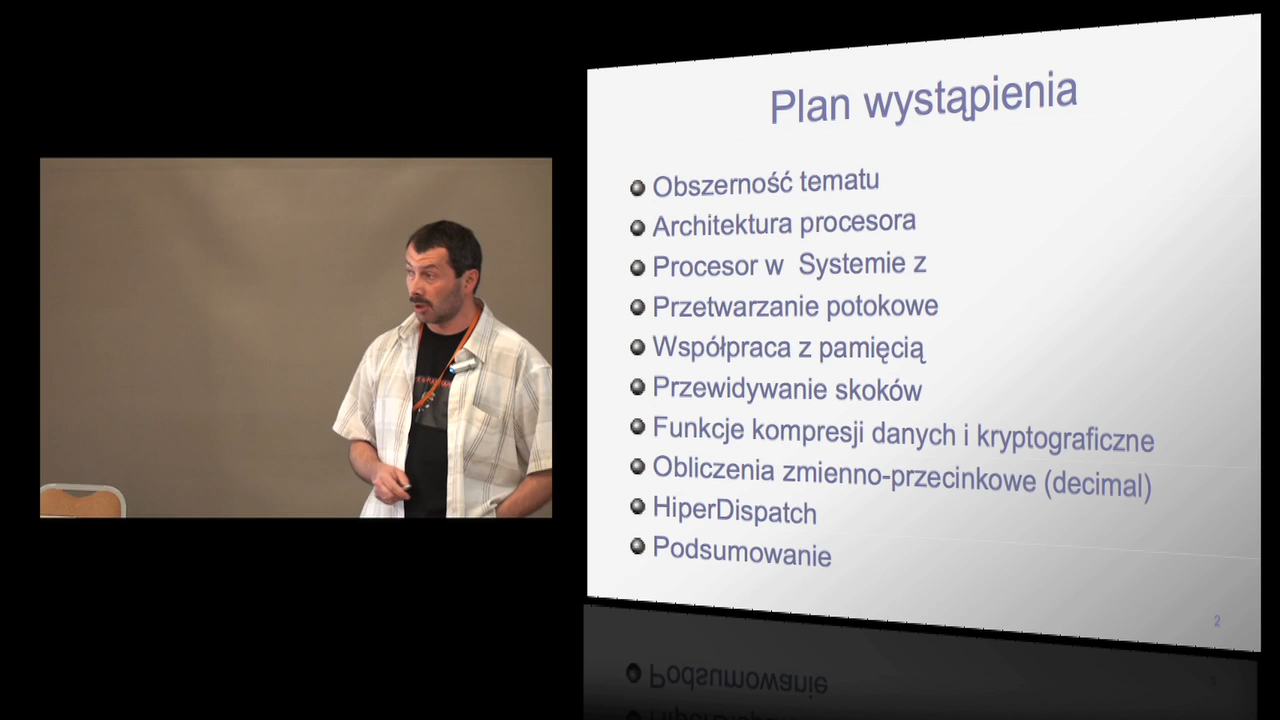 Plan wystąpienia
Obszerność tematu
Architektura procesora
Procesor w Systemie z
Przetwarzanie potokowe
Współpraca z pamięcią
Przewidywanie skoków
Funkcje kompresji danych i kryptograficzne
Obliczenia zmienno-przecinkowe (decimal)
HiperDispatch
Podsumowanie
2
Podsumowanie